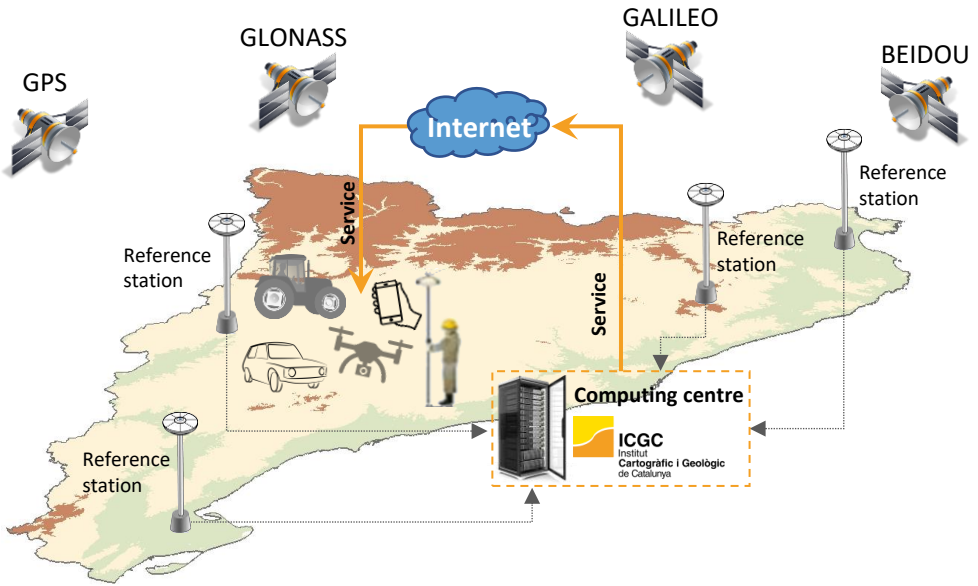 GPS
GLONASS
GALILEO
BEIDOU
Internet
Reference
station
Service
Reference
station
Reference
station
Service
Computing centre
ICGC
Institut
Cartogràfic i Geològic
de Catalunya
Reference
station